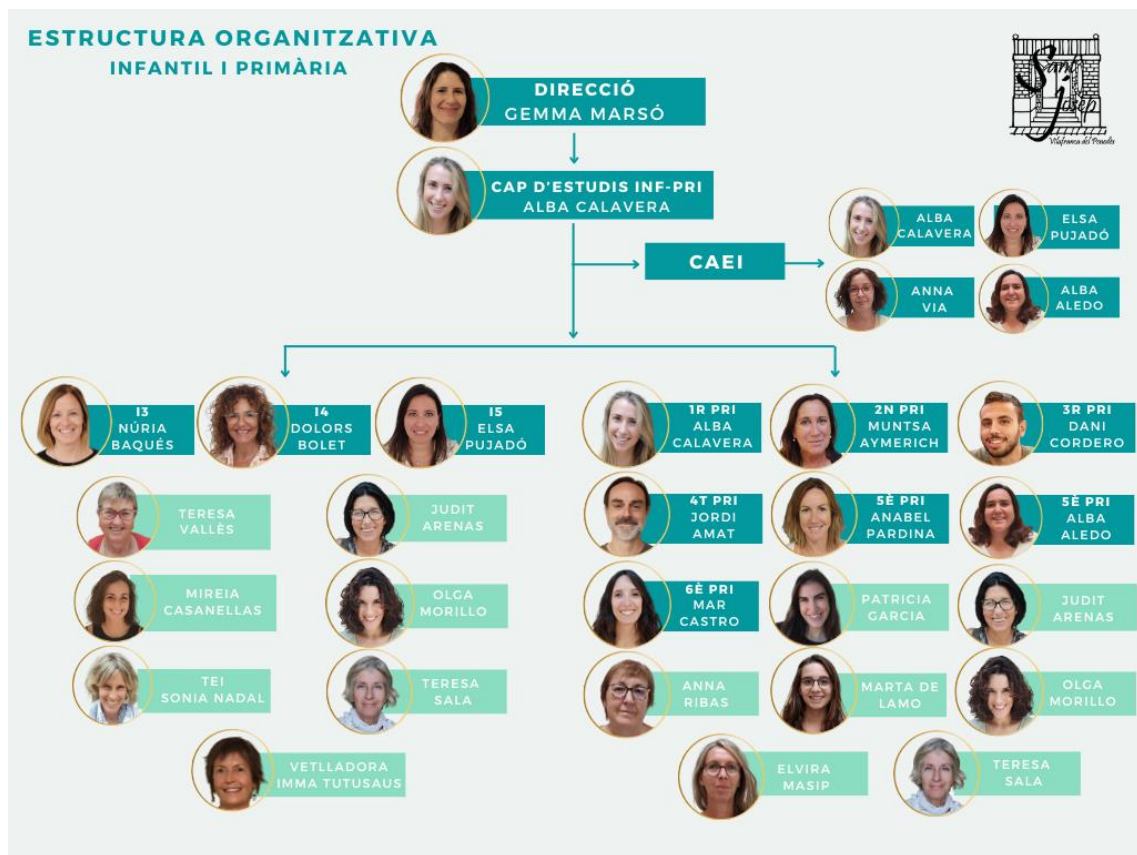 ESTRUCTURA ORGANITZATIVA
INFANTIL I PRIMÀRIA
Sant
Josep
Vilafranca del Penedès
DIRECCIÓ
GEMMA MARSÓ
CAP D'ESTUDIS INF-PRI
ALBA CALAVERA
CAEI
ALBA
CALAVERA
ELSA
PUJADÓ
ANNA
VIA
ALBA
ALEDO
I3
NÚRIA
BAQUÉS
I4
DOLORS
BOLET
I5
ELSA
PUJADÓ
TERESA
VALLÈS
JUDIT
ARENAS
MIREIA
CASANELLAS
OLGA
MORILLO
TEI
SONIA NADAL
TERESA
SALA
VETLLADORA
IMMA TUTUSAUS
1R PRI
ALBA
CALAVERA
2N PRI
MUNTSA
AYMERICH
3R PRI
DANI
CORDERO
4T PRI
JORDI
AMAT
5È PRI
ANABEL
PARDINA
5È PRI
ALBA
ALEDO
6È PRI
MAR
CASTRO
PATRICIA
GARCIA
JUDIT
ARENAS
ANNA
RIBAS
MARTA DE
LAMO
OLGA
MORILLO
ELVIRA
MASIP
TERESA
SALA